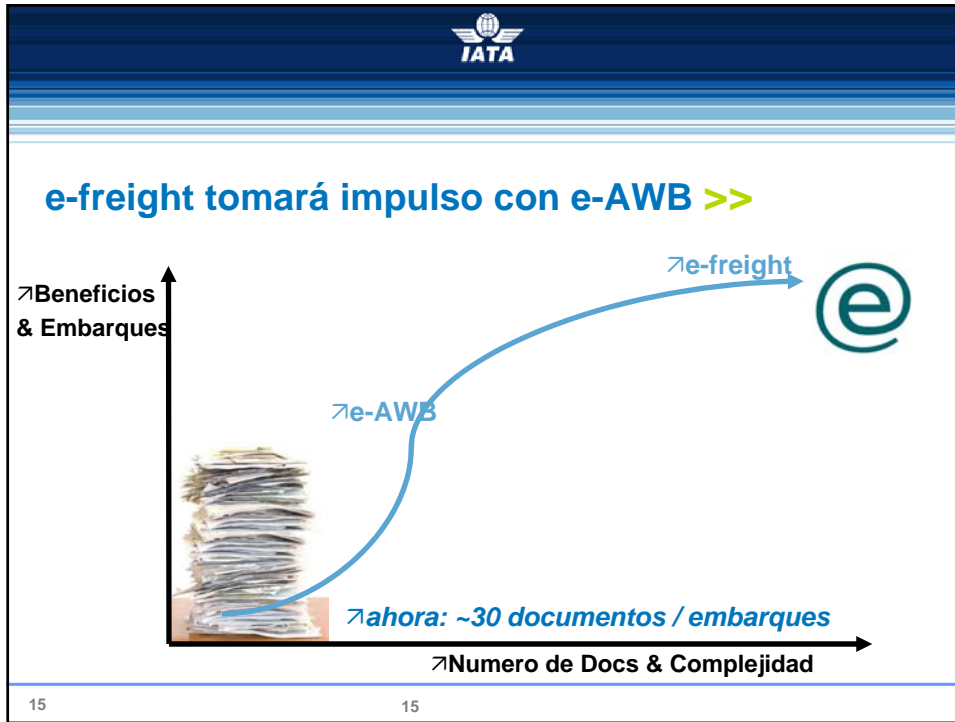 IATA
e-freight tomará impulso con e-AWB >>
↗e-freight
↗Beneficios
& Embarques
e
↗e-AWB
↗ahora: ~30 documentos / embarques
↗Numero de Docs & Complejidad
15
15